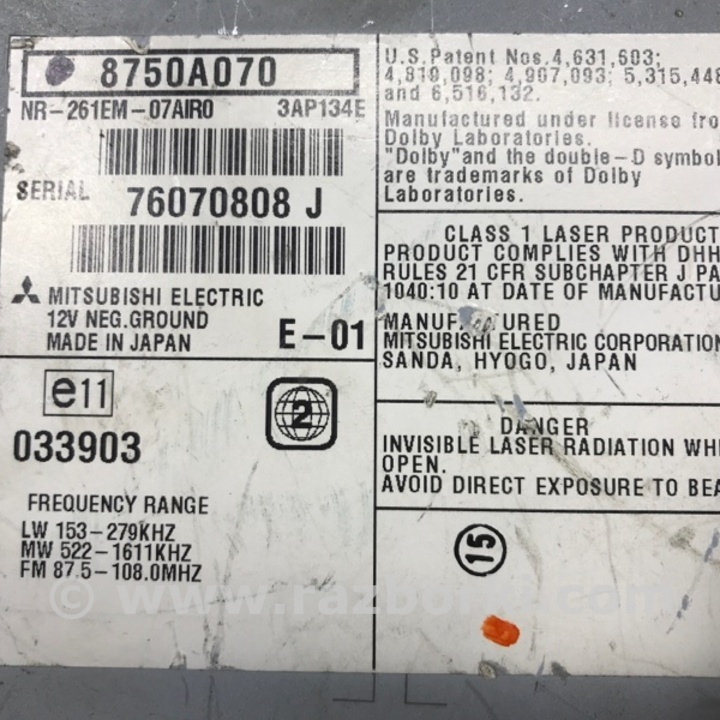 8750A070
NR-261EM-07AIR0 3AP134E
SERIAL 76070808 J
MITSUBISHI ELECTRIC
12V NEG.GROUND
MADE IN JAPAN E-01
e11
2
033903
FREQUENCY RANGE
LW 153-279KHZ
MW 522-1611KHZ
FM 87.5-108.0MHZ
U.S.Patent Nos.4,631,603;
4,819,098; 4,907,093; 5,315,448
and 6,516,132.
Manufactured under license fro
Dolby Laboratories.
"Dolby"and the double-D symbol
are trademarks of Dolby
Laboratories.
CLASS 1 LASER PRODUCT
PRODUCT COMPLIES WITH DHH
RULES 21 CFR SUBCHAPTER J PA
1040:10 AT DATE OF MANUFACTU
MITSUBISHI ELECTRIC CORPORATION
SANDA, HYOGO, JAPAN
DANGER
INVISIBLE LASER RADIATION WHE
OPEN.
AVOID DIRECT EXPOSURE TO BEA
15